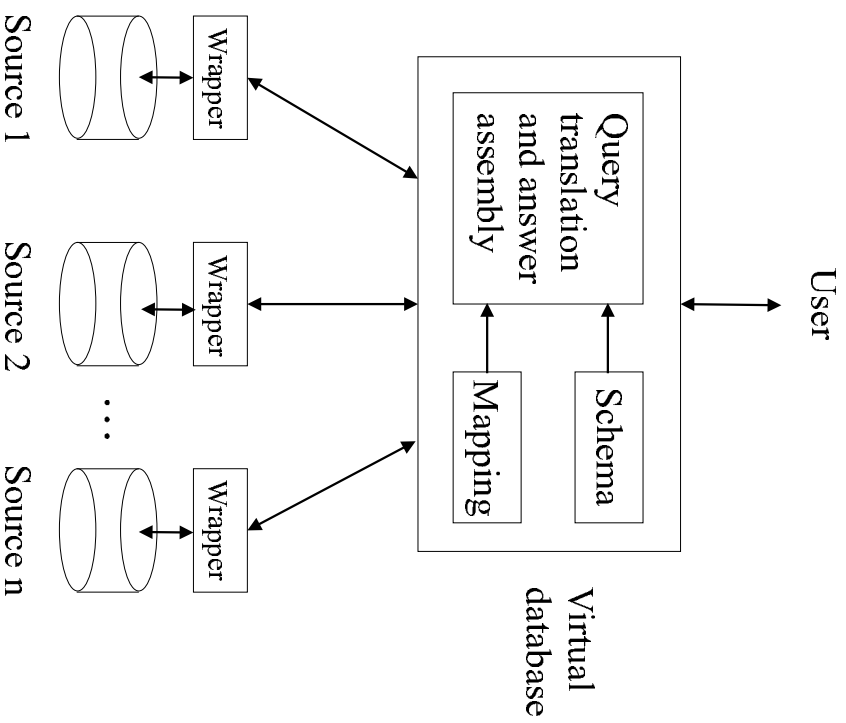 User
Query
translation
and answer
assembly
Schema
Mapping
Virtual
database
Wrapper
Wrapper
Wrapper
Source 1
Source 2
...
Source n